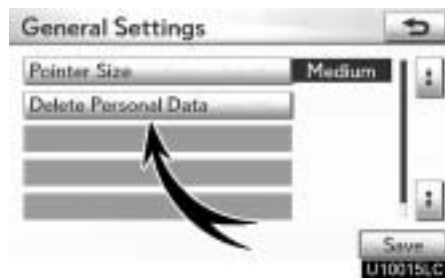 General Settings
Pointer Size Medium
Delete Personal Data
Save
U10015LC